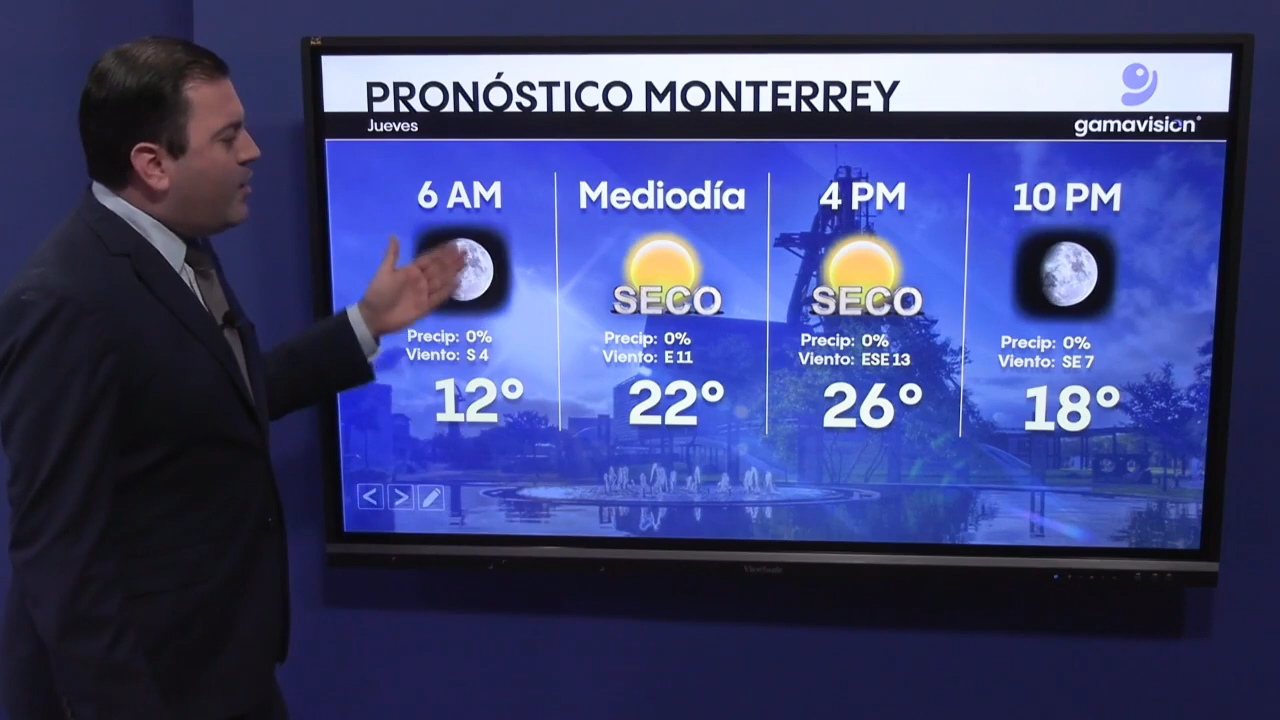 PRONÓSTICO MONTERREY
Jueves
gamavision
6 AM
Precip: 0%
Viento: S 4
12°
Mediodía
SECO
Precip: 0%
Viento: E 11
22°
4 PM
SECO
Precip: 0%
Viento: ESE 13
26°
10 PM
Precip: 0%
Viento: SE 7
18°
ViewSonic